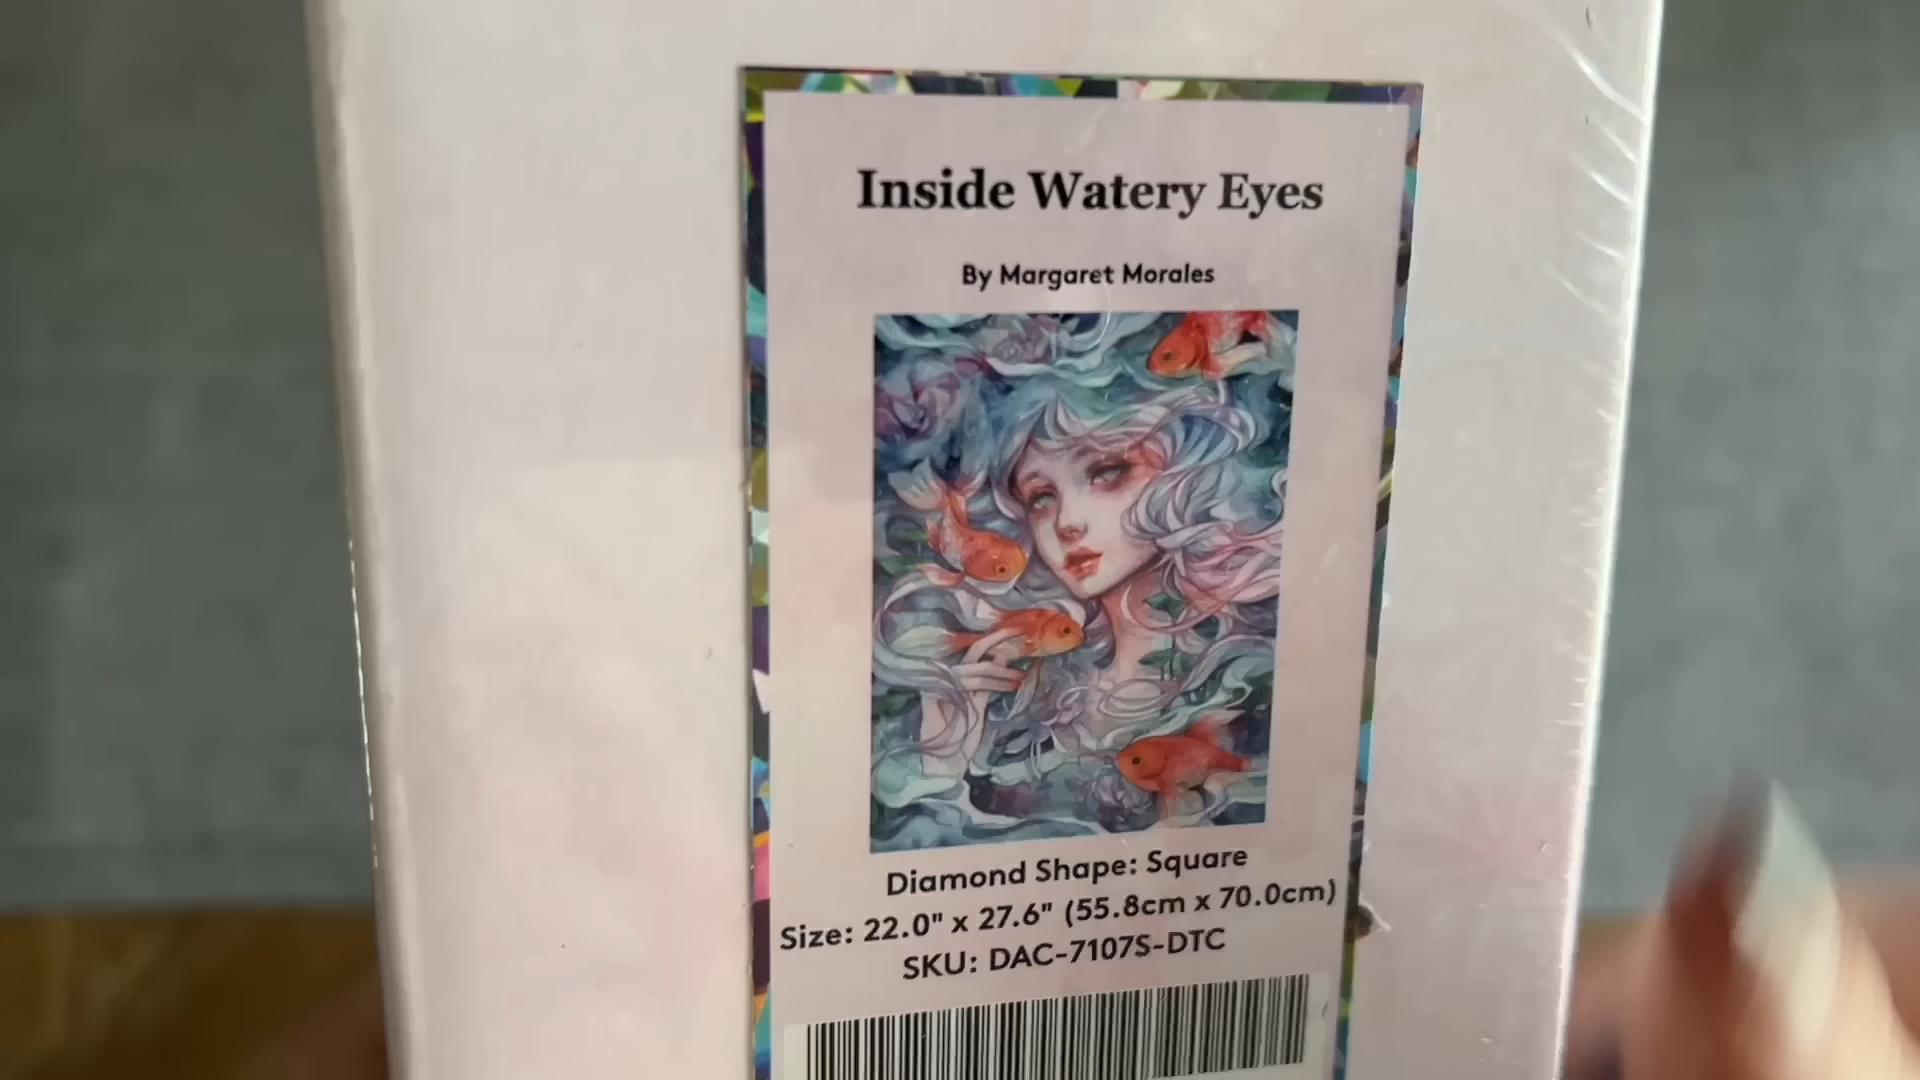 Inside Watery Eyes
By Margaret Morales
Diamond Shape: Square
Size: 22.0" x 27.6" (55.8cm x 70.0cm)
SKU: DAC-7107S-DTC